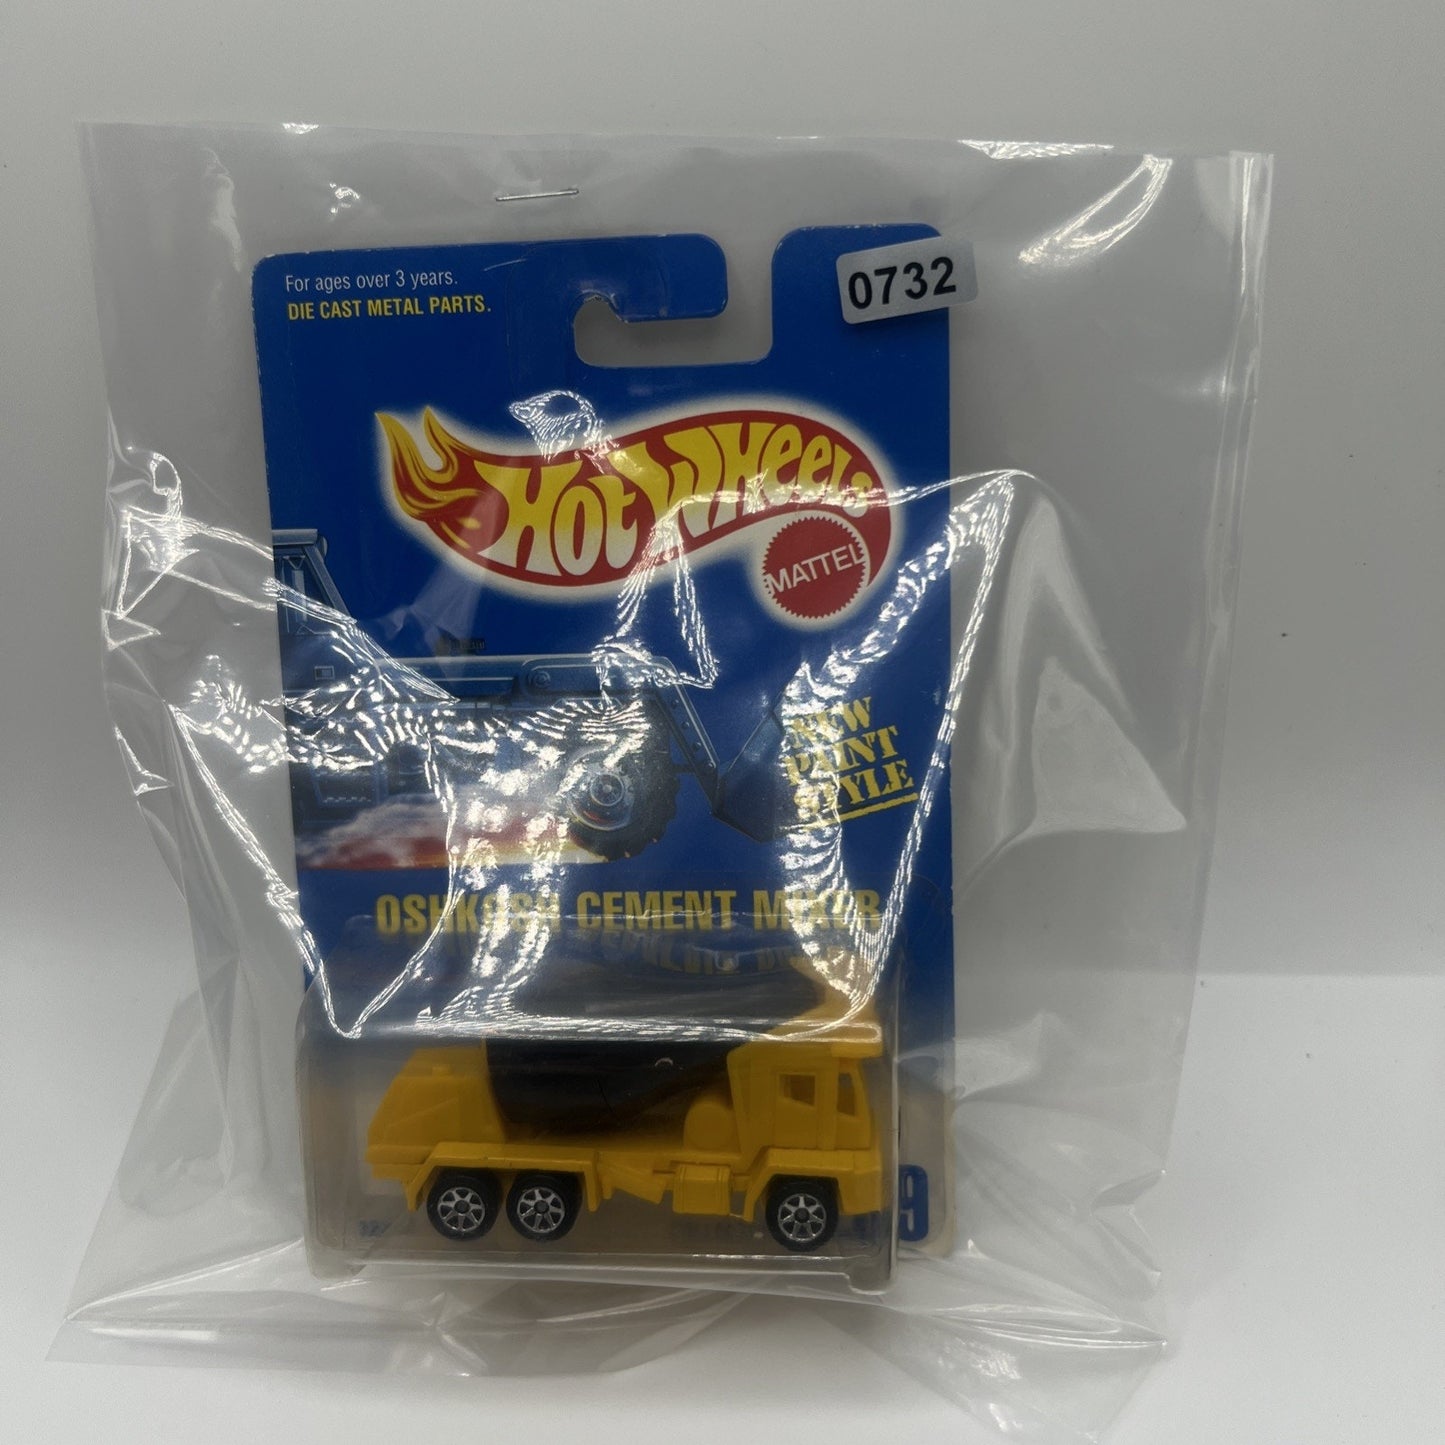 For ages over 3 years.
DIE CAST METAL PARTS.
0732
HOT WHEELS
MATTEL
NEW
PAINT
STYLE
OSHKOSH CEMENT MIXER
9